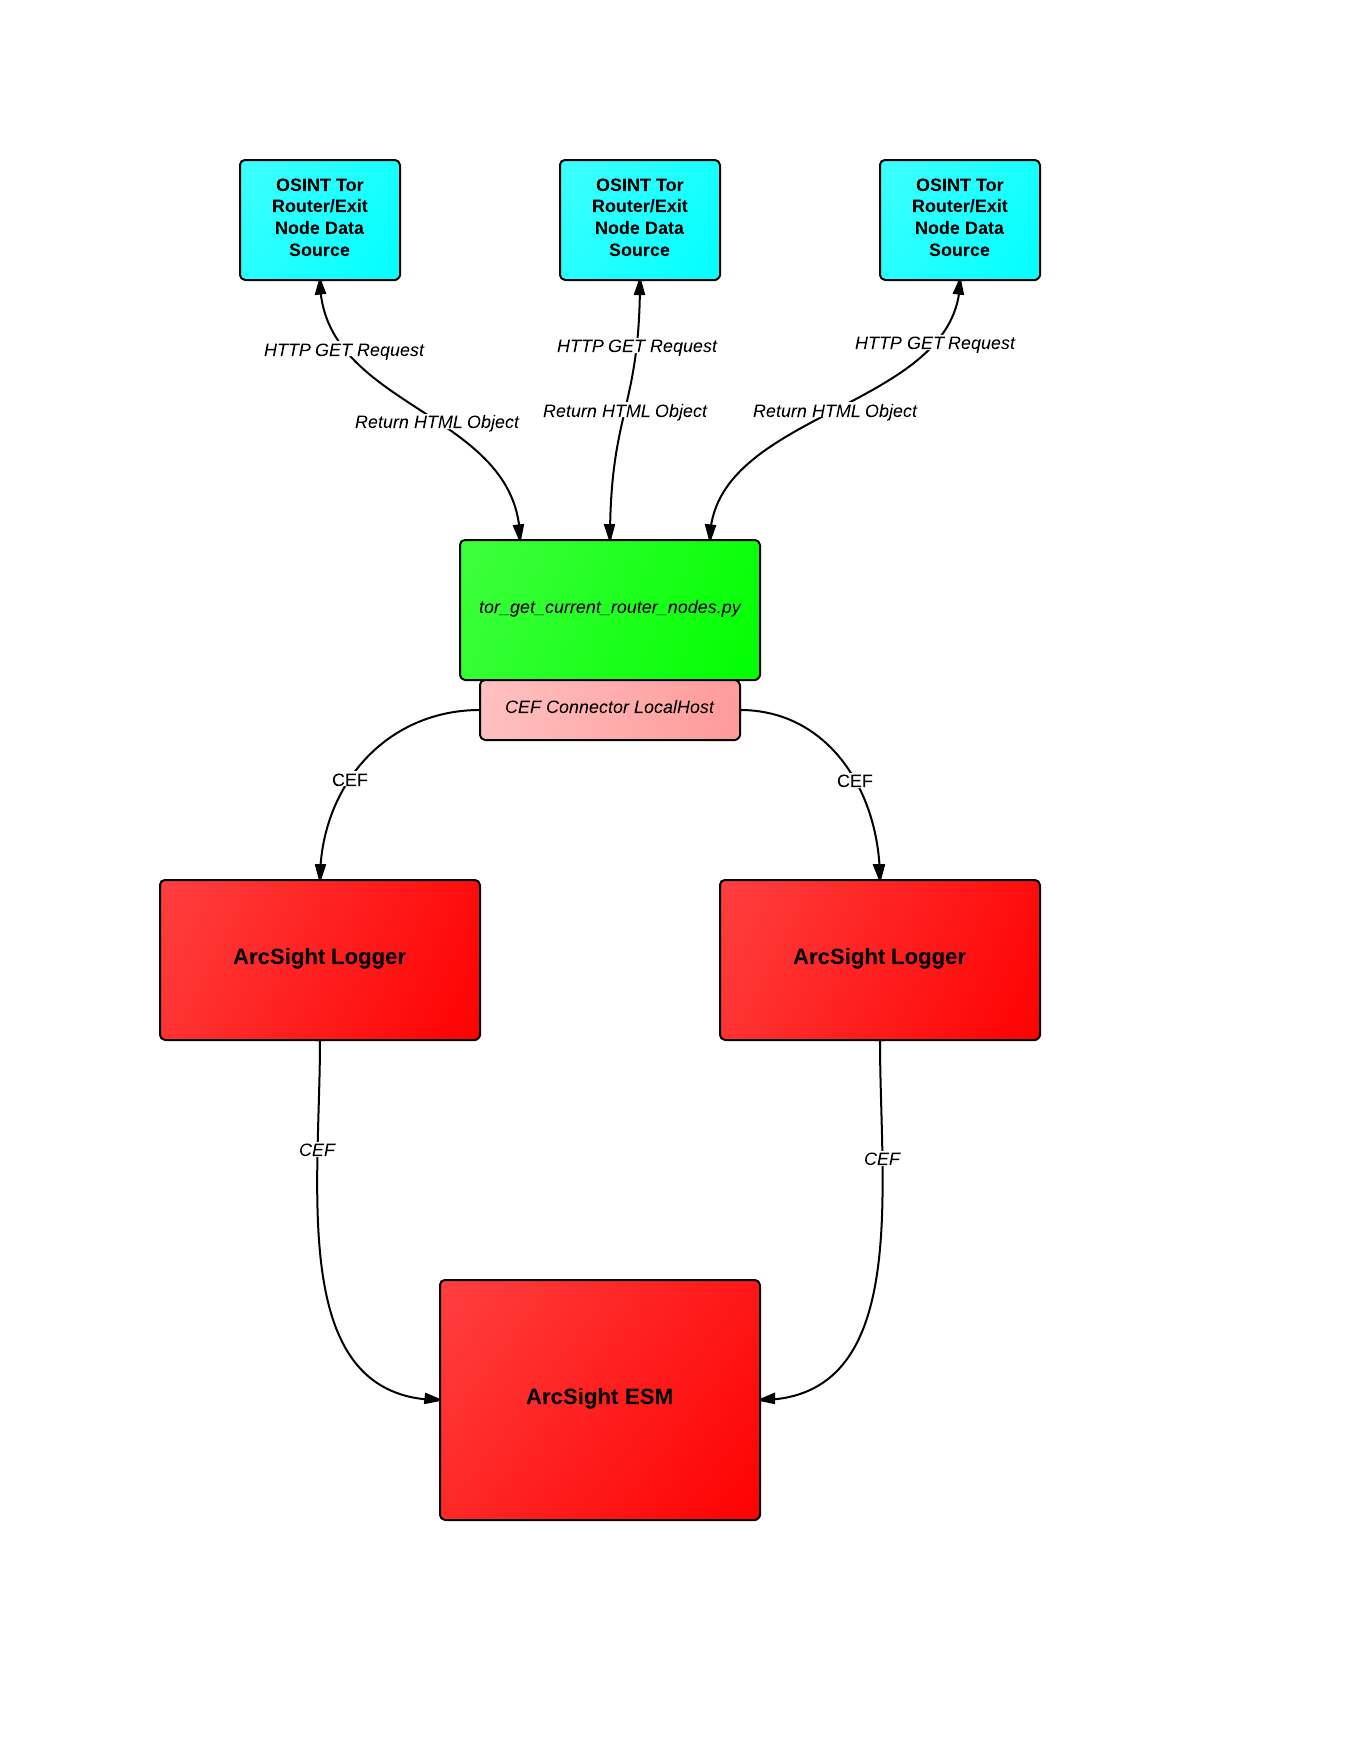 OSINT Tor
Router/Exit
Node Data
Source
OSINT Tor
Router/Exit
Node Data
Source
OSINT Tor
Router/Exit
Node Data
Source
HTTP GET Request
HTTP GET Request
HTTP GET Request
Return HTML Object
Return HTML Object
Return HTML Object
tor_get_current_router_nodes.py
CEF Connector LocalHost
CEF
CEF
ArcSight Logger
ArcSight Logger
CEF
CEF
ArcSight ESM